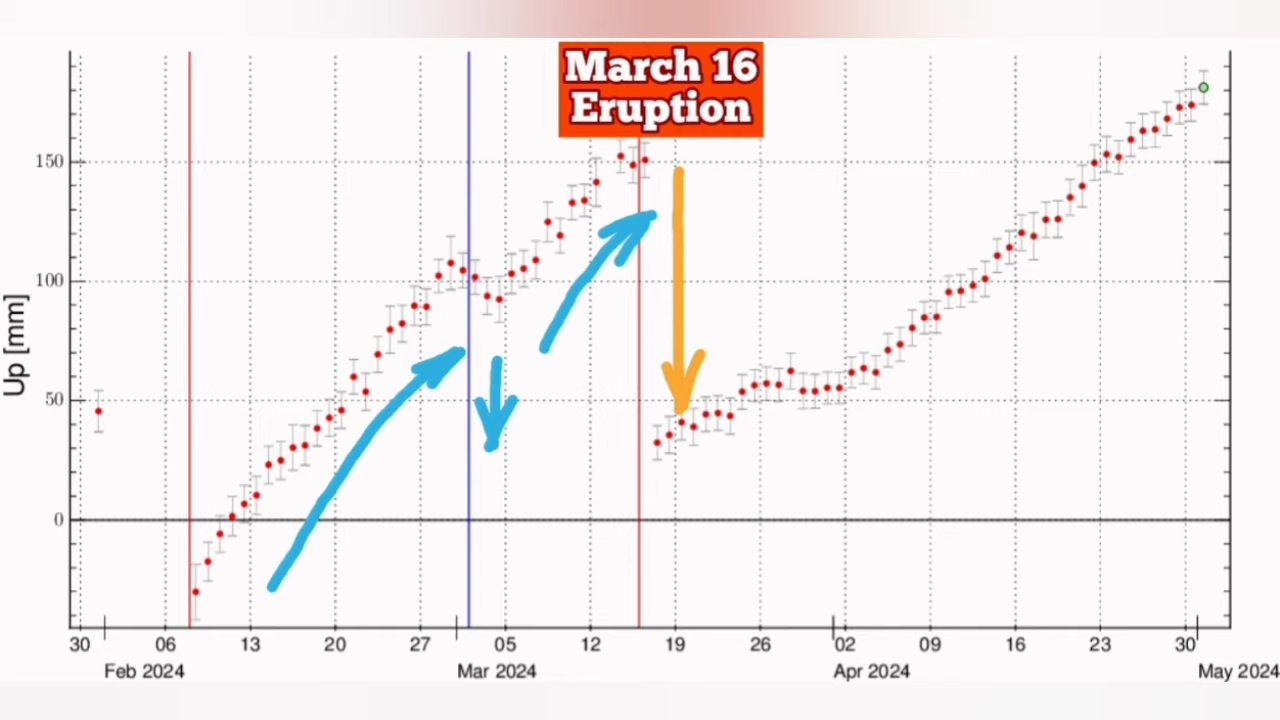 March 16
Eruption
150
100
50
0
Up [mm]
30 06 13 20 27 05 12 19 26 02 09 16 23 30
Feb 2024 Mar 2024 Apr 2024 May 2024